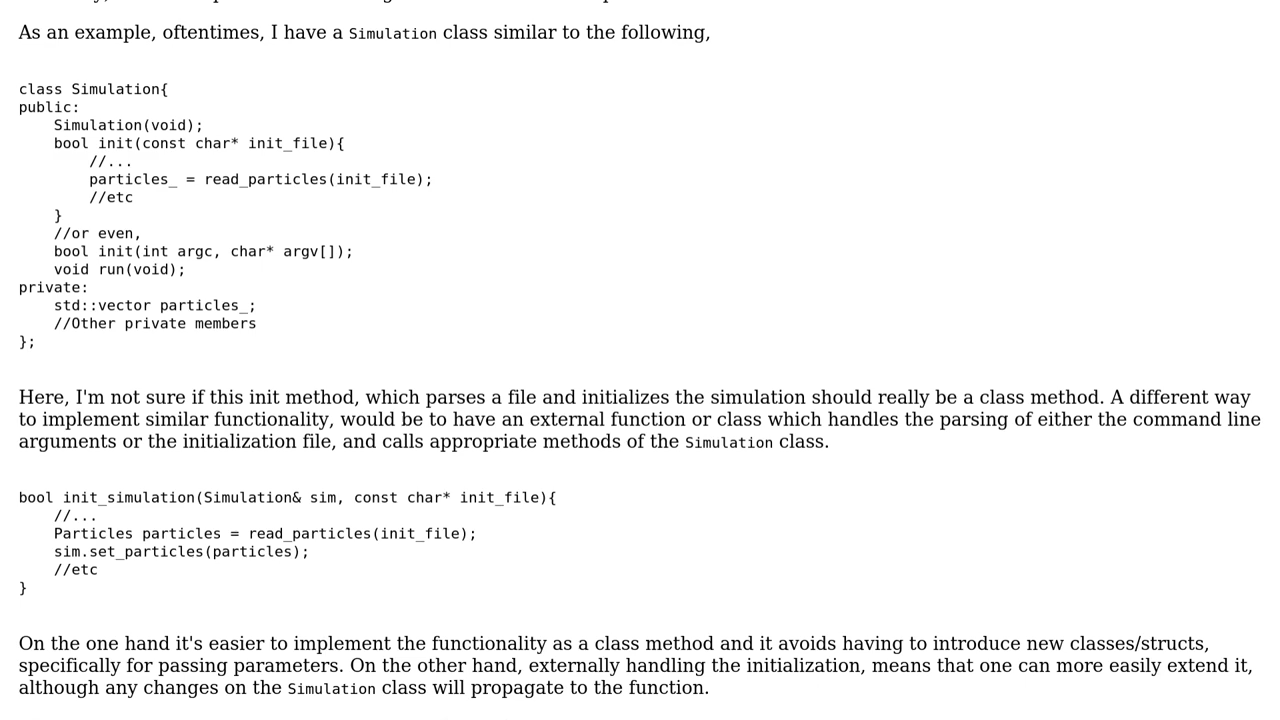 As an example, oftentimes, I have a Simulation class similar to the following,
class Simulation{
public:
    Simulation(void);
    bool init(const char* init_file){
        //...
        particles_ = read_particles(init_file);
        //etc
    }
    //or even,
    bool init(int argc, char* argv[]);
    void run(void);
private:
    std::vector particles_;
    //Other private members
};
Here, I'm not sure if this init method, which parses a file and initializes the simulation should really be a class method. A different way
to implement similar functionality, would be to have an external function or class which handles the parsing of either the command line
arguments or the initialization file, and calls appropriate methods of the Simulation class.
bool init_simulation(Simulation& sim, const char* init_file){
    //...
    Particles particles = read_particles(init_file);
    sim.set_particles(particles);
    //etc
}
On the one hand it's easier to implement the functionality as a class method and it avoids having to introduce new classes/structs,
specifically for passing parameters. On the other hand, externally handling the initialization, means that one can more easily extend it,
although any changes on the Simulation class will propagate to the function.